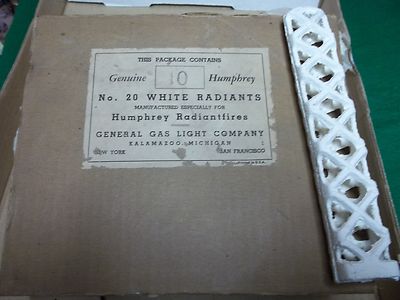 THIS PACKAGE CONTAINS
Genuine 10 Humphrey
No. 20 WHITE RADIANTS
MANUFACTURED ESPECIALLY FOR
Humphrey Radiantfires
GENERAL GAS LIGHT COMPANY
KALAMAZOO, MICHIGAN
NEW YORK SAN FRANCISCO